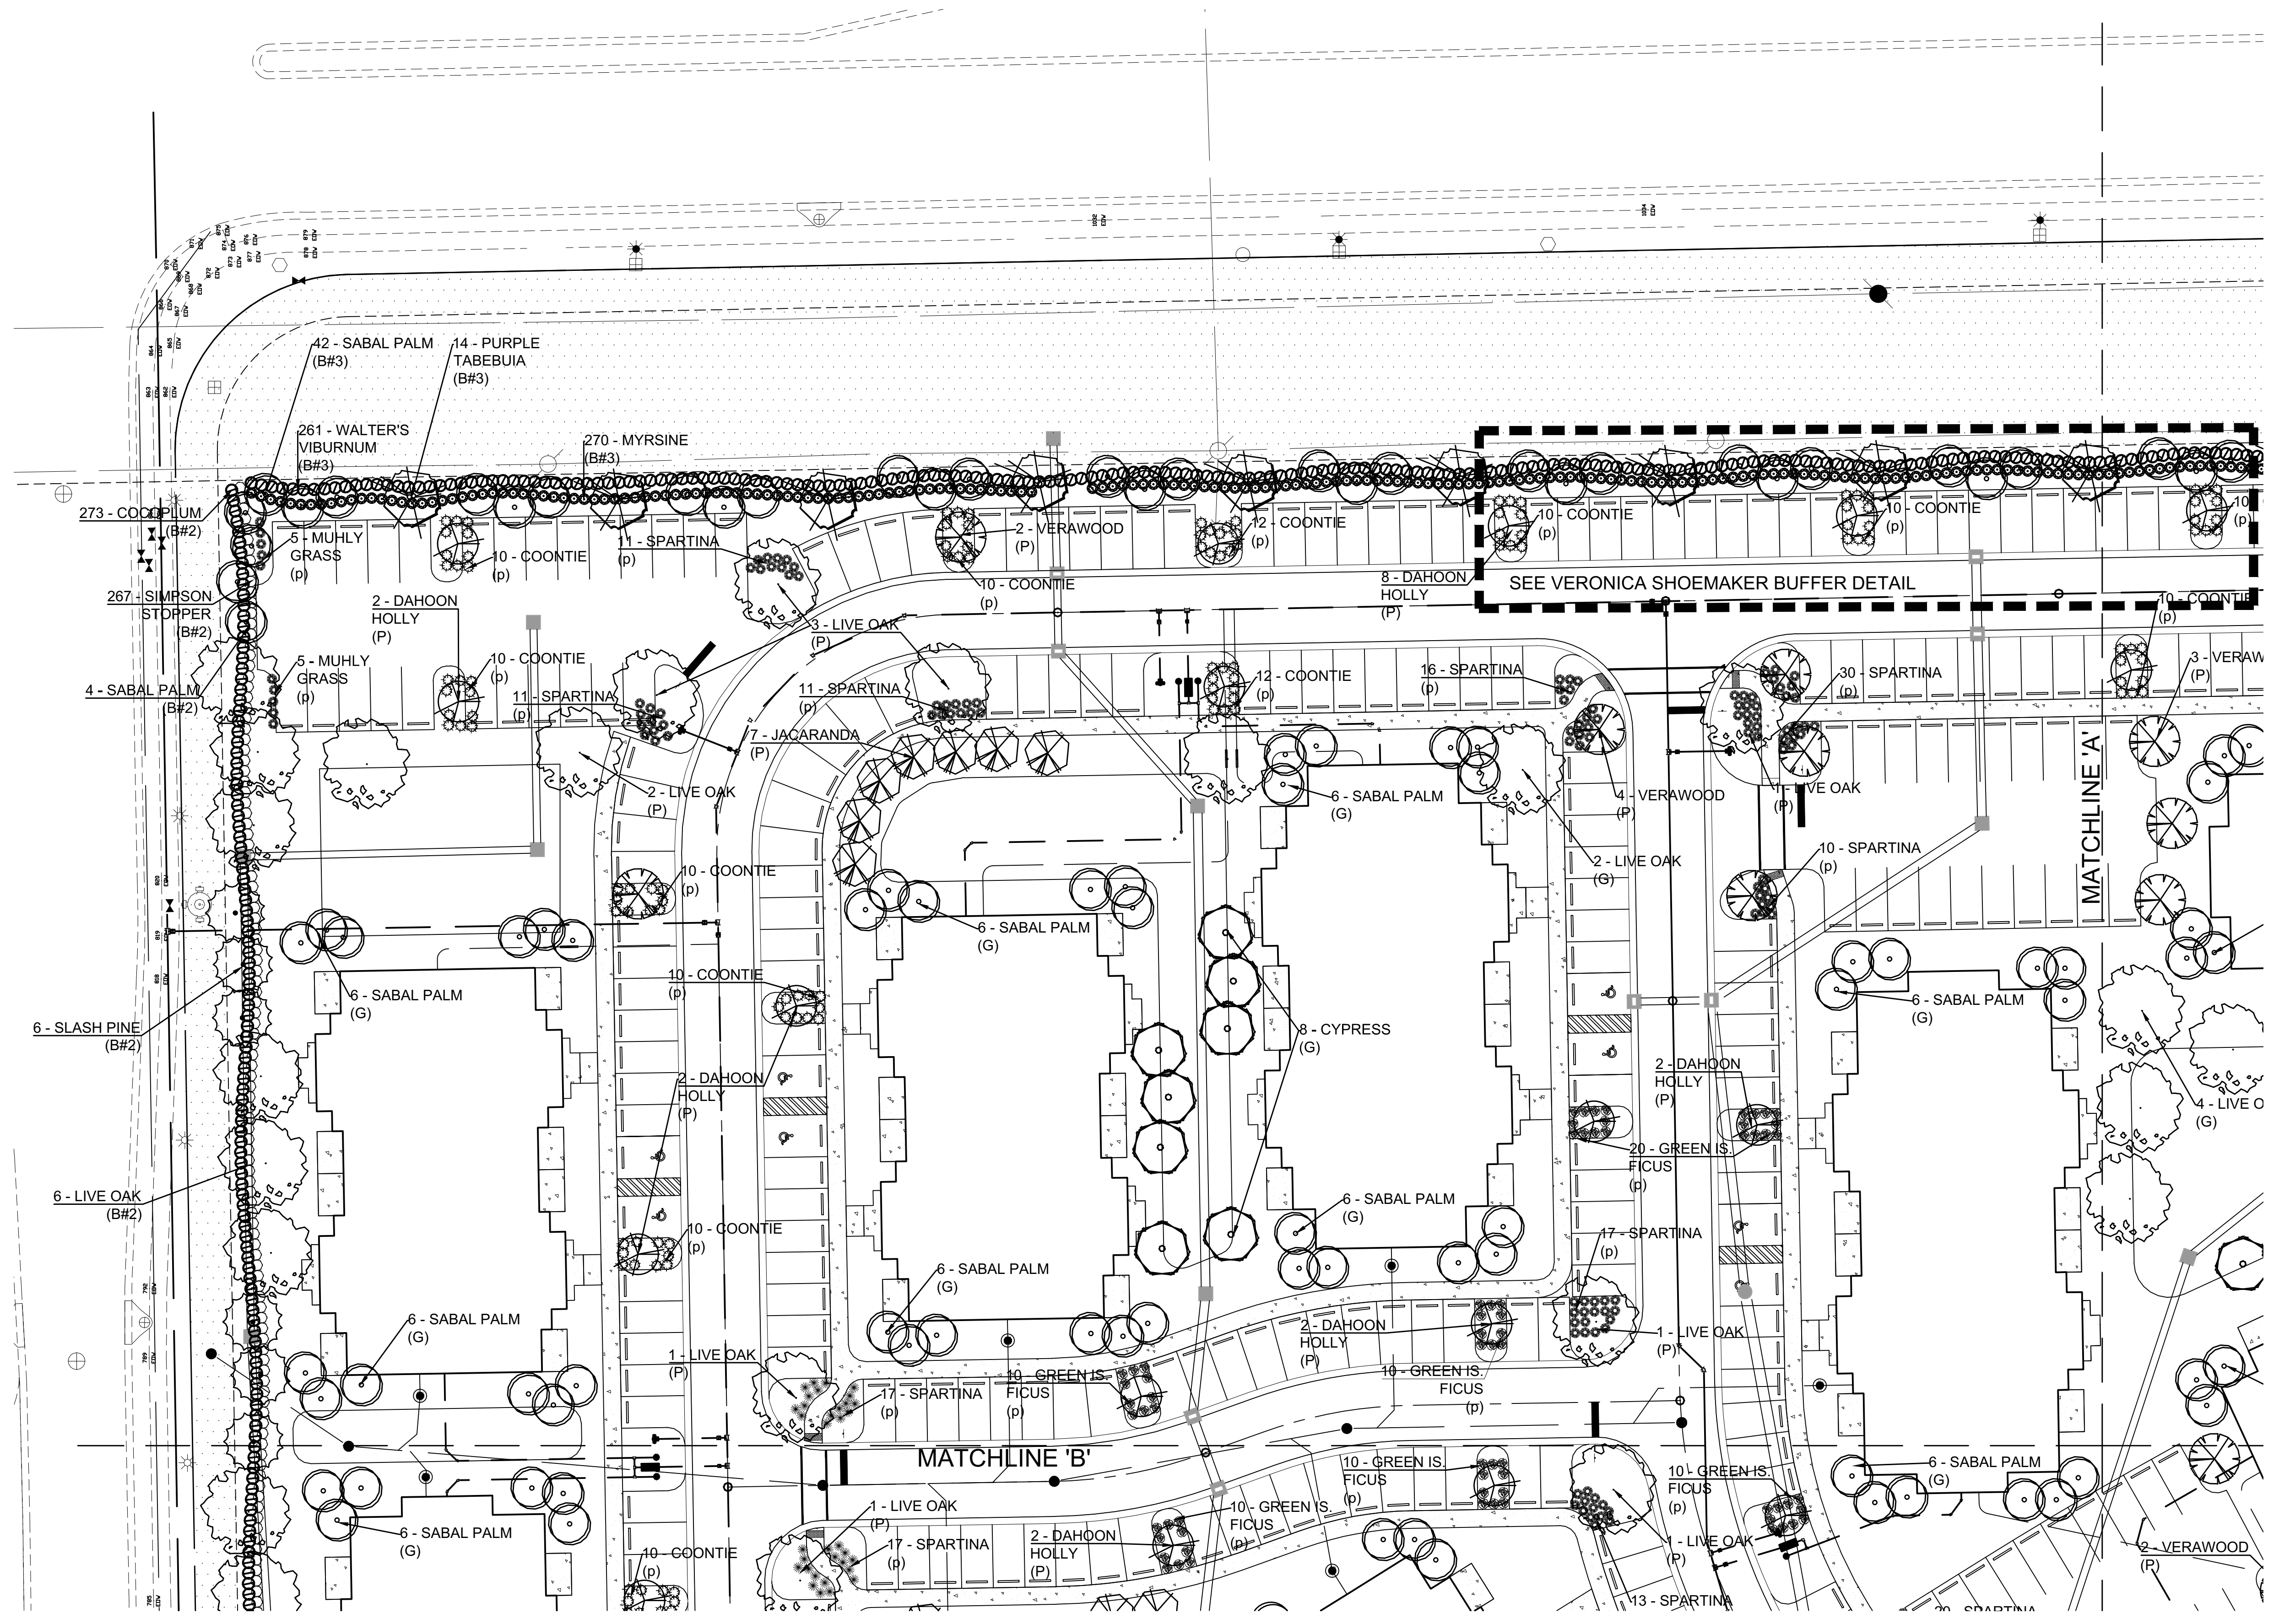 42 - SABAL PALM
(B#3)
14 - PURPLE
TABEBUIA
(B#3)
261 - WALTER'S
VIBURNUM
(B#3)
270 - MYRSINE
(B#3)
273 - COCOPLUM
(B#2)
5 - MUHLY
GRASS
(p)
10 - COONTIE
(p)
11 - SPARTINA
(p)
2 - VERAWOOD
(P)
10 - COONTIE
(p)
12 - COONTIE
(p)
10 - COONTIE
(p)
10 - COONTIE
(p)
10
(p)
8 - DAHOON
HOLLY
(P)
SEE VERONICA SHOEMAKER BUFFER DETAIL
10 - COONTIE
(p)
267 - SIMPSON
STOPPER
(B#2)
2 - DAHOON
HOLLY
(P)
3 - LIVE OAK
(P)
4 - SABAL PALM
(B#2)
5 - MUHLY
GRASS
(p)
10 - COONTIE
(p)
11 - SPARTINA
(p)
11 - SPARTINA
(p)
12 - COONTIE
(p)
16 - SPARTINA
(p)
30 - SPARTINA
(p)
3 - VERAW
(P)
7 - JACARANDA
(P)
2 - LIVE OAK
(P)
6 - SABAL PALM
(G)
4 - VERAWOOD
(P)
1 - LIVE OAK
(P)
MATCHLINE 'A'
2 - LIVE OAK
(G)
10 - SPARTINA
(p)
10 - COONTIE
(p)
6 - SABAL PALM
(G)
10 - COONTIE
(p)
6 - SABAL PALM
(G)
6 - SABAL PALM
(G)
6 - SLASH PINE
(B#2)
8 - CYPRESS
(G)
2 - DAHOON
HOLLY
(P)
2 - DAHOON
HOLLY
(P)
4 - LIVE O
(G)
20 - GREEN IS.
FICUS
(p)
6 - LIVE OAK
(B#2)
6 - SABAL PALM
(G)
10 - COONTIE
(p)
17 - SPARTINA
(p)
6 - SABAL PALM
(G)
6 - SABAL PALM
(G)
2 - DAHOON
HOLLY
(P)
1 - LIVE OAK
(P)
1 - LIVE OAK
(P)
10 - GREEN IS.
FICUS
(p)
10 - GREEN IS.
FICUS
(p)
17 - SPARTINA
(p)
MATCHLINE 'B'
10 - GREEN IS.
FICUS
(p)
10 - GREEN IS.
FICUS
(p)
6 - SABAL PALM
(G)
1 - LIVE OAK
(P)
10 - GREEN IS.
FICUS
(p)
6 - SABAL PALM
(G)
17 - SPARTINA
(p)
2 - DAHOON
HOLLY
(P)
1 - LIVE OAK
(P)
2 - VERAWOOD
(P)
10 - COONTIE
(p)
13 - SPARTINA
20 - SPARTINA